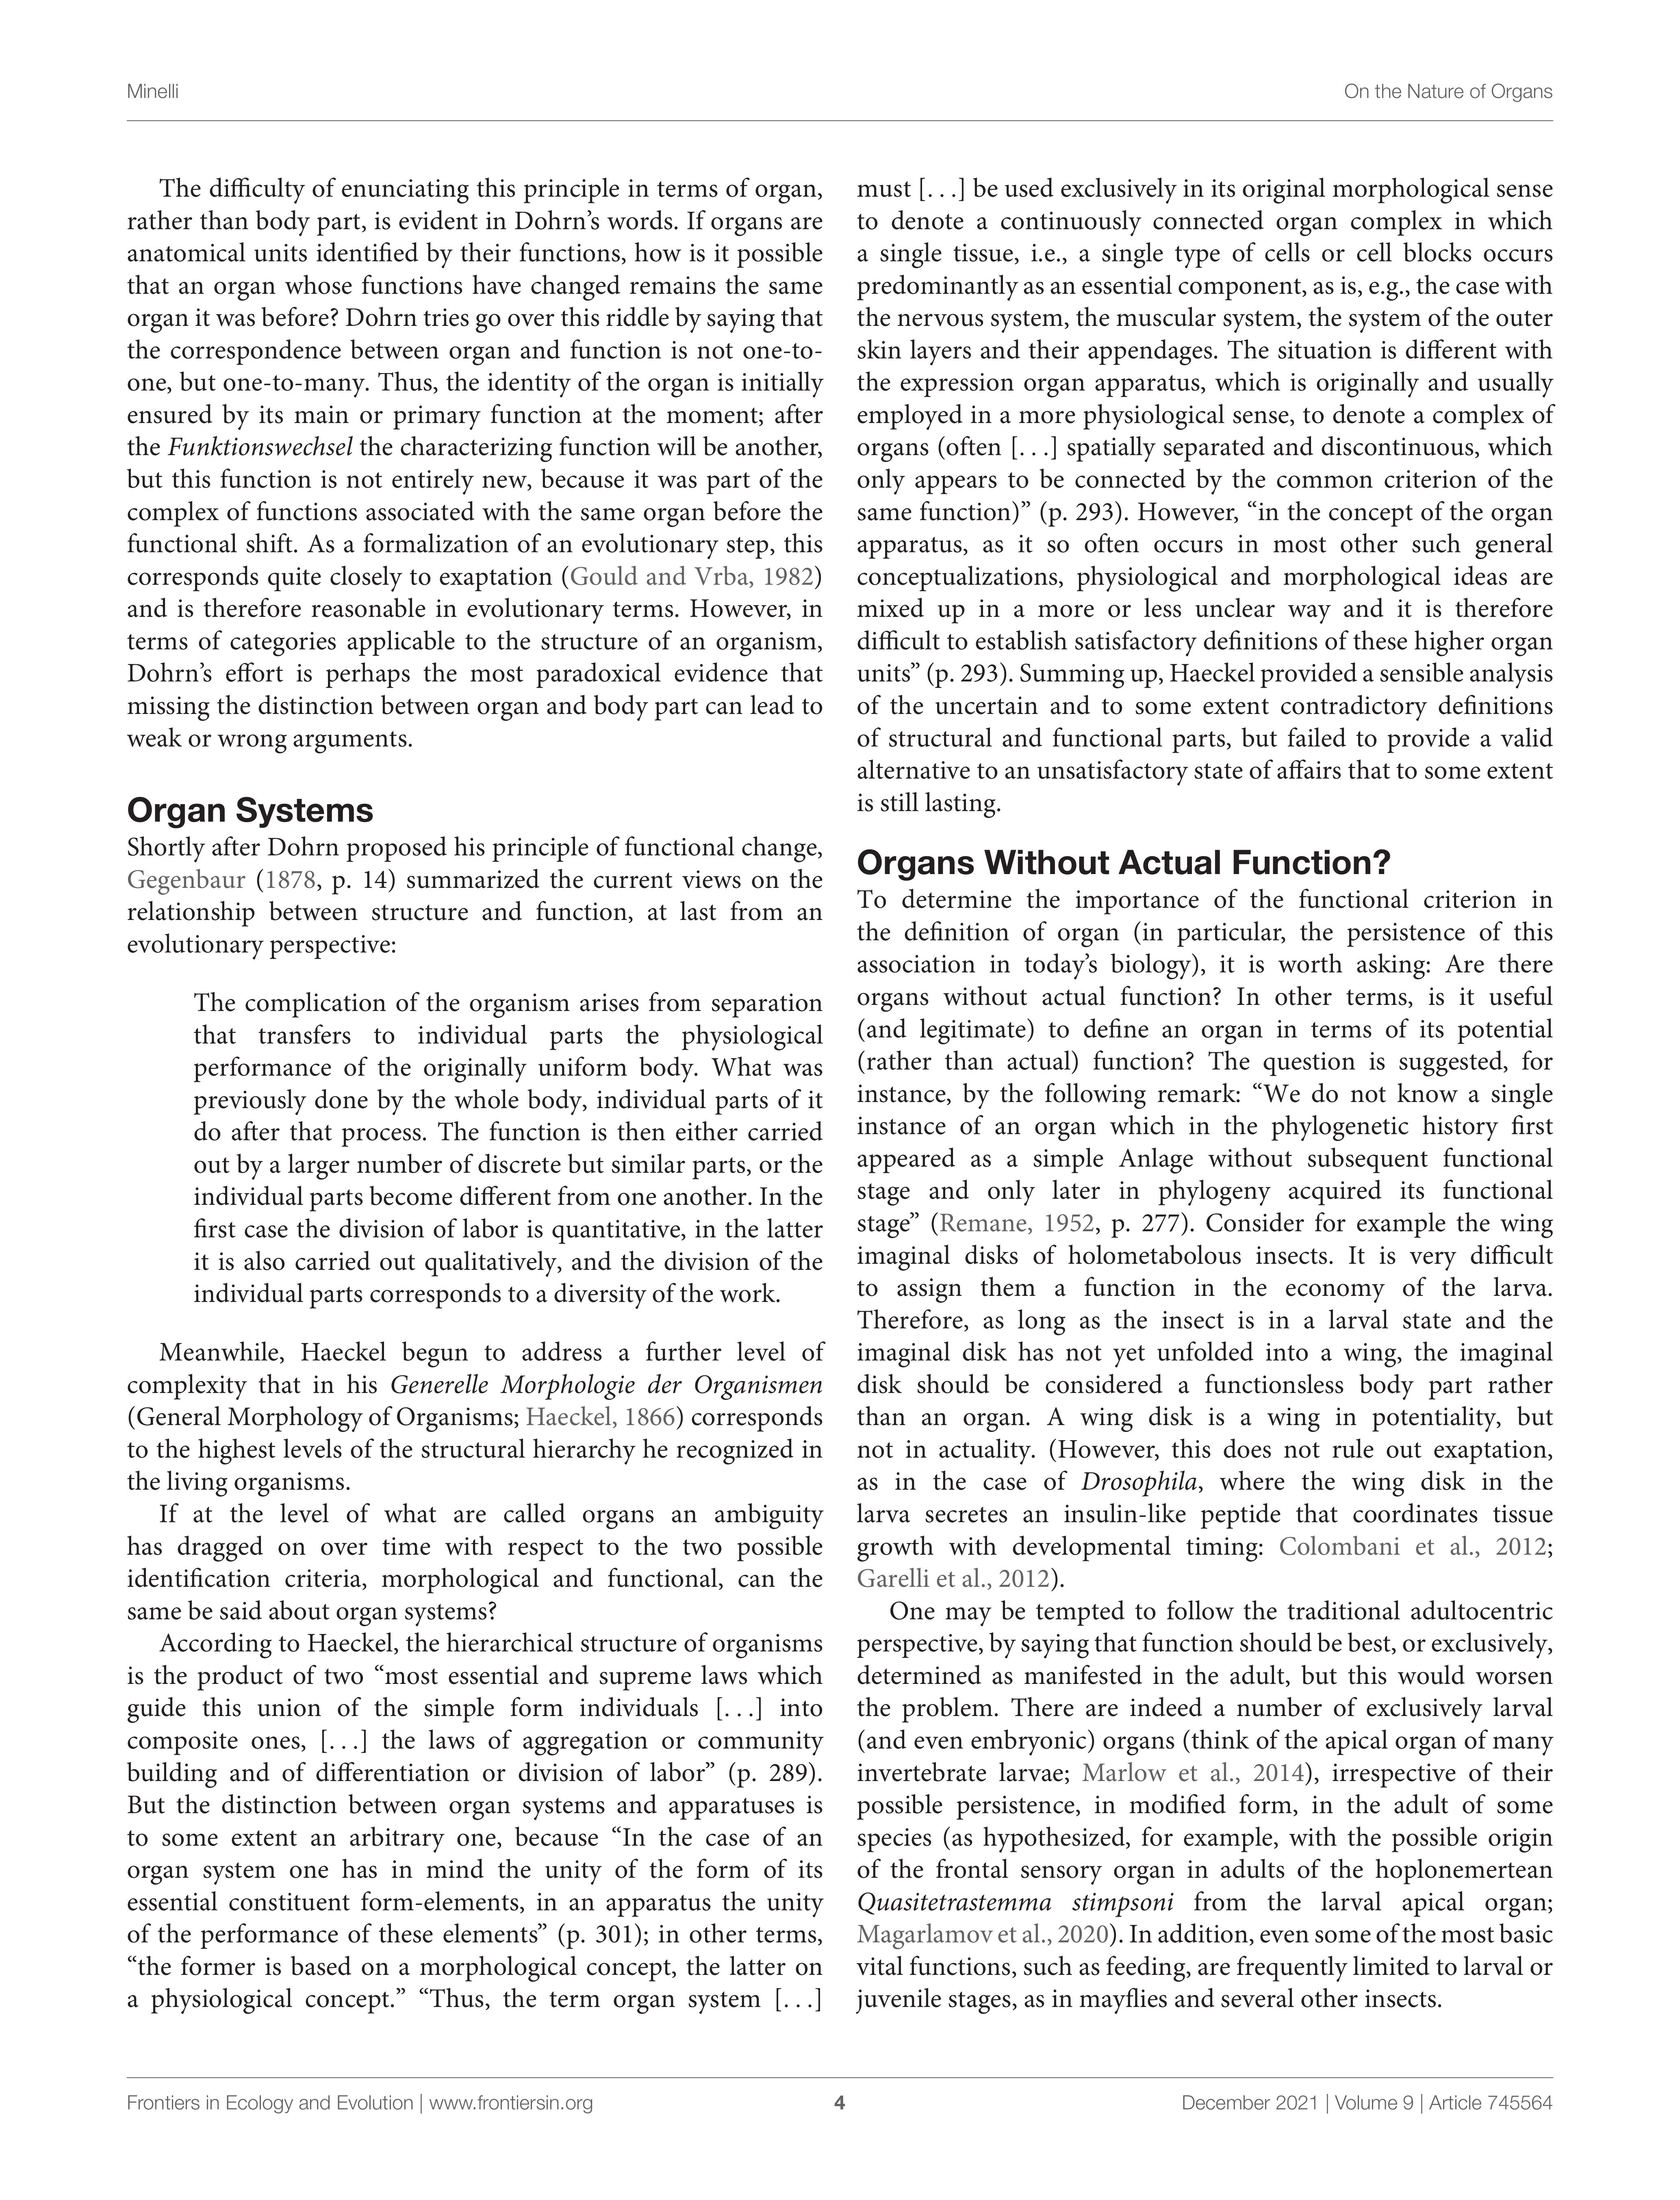 Minelli
On the Nature of Organs
The difficulty of enunciating this principle in terms of organ,
rather than body part, is evident in Dohrn’s words. If organs are
anatomical units identified by their functions, how is it possible
that an organ whose functions have changed remains the same
organ it was before? Dohrn tries go over this riddle by saying that
the correspondence between organ and function is not one-to-
one, but one-to-many. Thus, the identity of the organ is initially
ensured by its main or primary function at the moment; after
the Funktionswechsel the characterizing function will be another,
but this function is not entirely new, because it was part of the
complex of functions associated with the same organ before the
functional shift. As a formalization of an evolutionary step, this
corresponds quite closely to exaptation (Gould and Vrba, 1982)
and is therefore reasonable in evolutionary terms. However, in
terms of categories applicable to the structure of an organism,
Dohrn’s effort is perhaps the most paradoxical evidence that
missing the distinction between organ and body part can lead to
weak or wrong arguments.
Organ Systems
Shortly after Dohrn proposed his principle of functional change,
Gegenbaur (1878, p. 14) summarized the current views on the
relationship between structure and function, at last from an
evolutionary perspective:
The complication of the organism arises from separation
that transfers to individual parts the physiological
performance of the originally uniform body. What was
previously done by the whole body, individual parts of it
do after that process. The function is then either carried
out by a larger number of discrete but similar parts, or the
individual parts become different from one another. In the
first case the division of labor is quantitative, in the latter
it is also carried out qualitatively, and the division of the
individual parts corresponds to a diversity of the work.
Meanwhile, Haeckel begun to address a further level of
complexity that in his Generelle Morphologie der Organismen
(General Morphology of Organisms; Haeckel, 1866) corresponds
to the highest levels of the structural hierarchy he recognized in
the living organisms.
If at the level of what are called organs an ambiguity
has dragged on over time with respect to the two possible
identification criteria, morphological and functional, can the
same be said about organ systems?
According to Haeckel, the hierarchical structure of organisms
is the product of two “most essential and supreme laws which
guide this union of the simple form individuals [...] into
composite ones, [...] the laws of aggregation or community
building and of differentiation or division of labor” (p. 289).
But the distinction between organ systems and apparatuses is
to some extent an arbitrary one, because “In the case of an
organ system one has in mind the unity of the form of its
essential constituent form-elements, in an apparatus the unity
of the performance of these elements” (p. 301); in other terms,
“the former is based on a morphological concept, the latter on
a physiological concept.” “Thus, the term organ system [...]
must [...] be used exclusively in its original morphological sense
to denote a continuously connected organ complex in which
a single tissue, i.e., a single type of cells or cell blocks occurs
predominantly as an essential component, as is, e.g., the case with
the nervous system, the muscular system, the system of the outer
skin layers and their appendages. The situation is different with
the expression organ apparatus, which is originally and usually
employed in a more physiological sense, to denote a complex of
organs (often [...] spatially separated and discontinuous, which
only appears to be connected by the common criterion of the
same function)” (p. 293). However, “in the concept of the organ
apparatus, as it so often occurs in most other such general
conceptualizations, physiological and morphological ideas are
mixed up in a more or less unclear way and it is therefore
difficult to establish satisfactory definitions of these higher organ
units” (p. 293). Summing up, Haeckel provided a sensible analysis
of the uncertain and to some extent contradictory definitions
of structural and functional parts, but failed to provide a valid
alternative to an unsatisfactory state of affairs that to some extent
is still lasting.
Organs Without Actual Function?
To determine the importance of the functional criterion in
the definition of organ (in particular, the persistence of this
association in today’s biology), it is worth asking: Are there
organs without actual function? In other terms, is it useful
(and legitimate) to define an organ in terms of its potential
(rather than actual) function? The question is suggested, for
instance, by the following remark: “We do not know a single
instance of an organ which in the phylogenetic history first
appeared as a simple Anlage without subsequent functional
stage and only later in phylogeny acquired its functional
stage” (Remane, 1952, p. 277). Consider for example the wing
imaginal disks of holometabolous insects. It is very difficult
to assign them a function in the economy of the larva.
Therefore, as long as the insect is in a larval state and the
imaginal disk has not yet unfolded into a wing, the imaginal
disk should be considered a functionsless body part rather
than an organ. A wing disk is a wing in potentiality, but
not in actuality. (However, this does not rule out exaptation,
as in the case of Drosophila, where the wing disk in the
larva secretes an insulin-like peptide that coordinates tissue
growth with developmental timing: Colombani et al., 2012;
Garelli et al., 2012).
One may be tempted to follow the traditional adultocentric
perspective, by saying that function should be best, or exclusively,
determined as manifested in the adult, but this would worsen
the problem. There are indeed a number of exclusively larval
(and even embryonic) organs (think of the apical organ of many
invertebrate larvae; Marlow et al., 2014), irrespective of their
possible persistence, in modified form, in the adult of some
species (as hypothesized, for example, with the possible origin
of the frontal sensory organ in adults of the hoplonemertean
Quasitetrastemma stimpsoni from the larval apical organ;
Magarlamov et al., 2020). In addition, even some of the most basic
vital functions, such as feeding, are frequently limited to larval or
juvenile stages, as in mayflies and several other insects.
Frontiers in Ecology and Evolution | www.frontiersin.org
4
December 2021 | Volume 9 | Article 745564